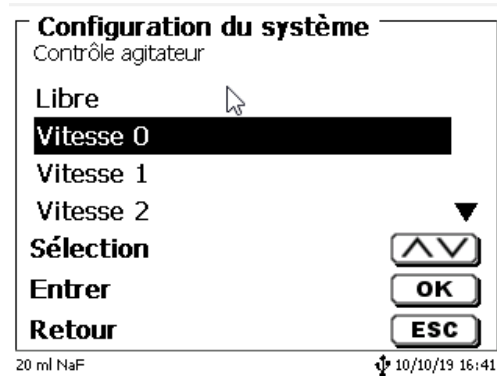 Configuration du système
Contrôle agitateur
Libre
Vitesse 0
Vitesse 1
Vitesse 2
Sélection
Entrer OK
Retour ESC
20 ml NaF 10/10/19 16:41